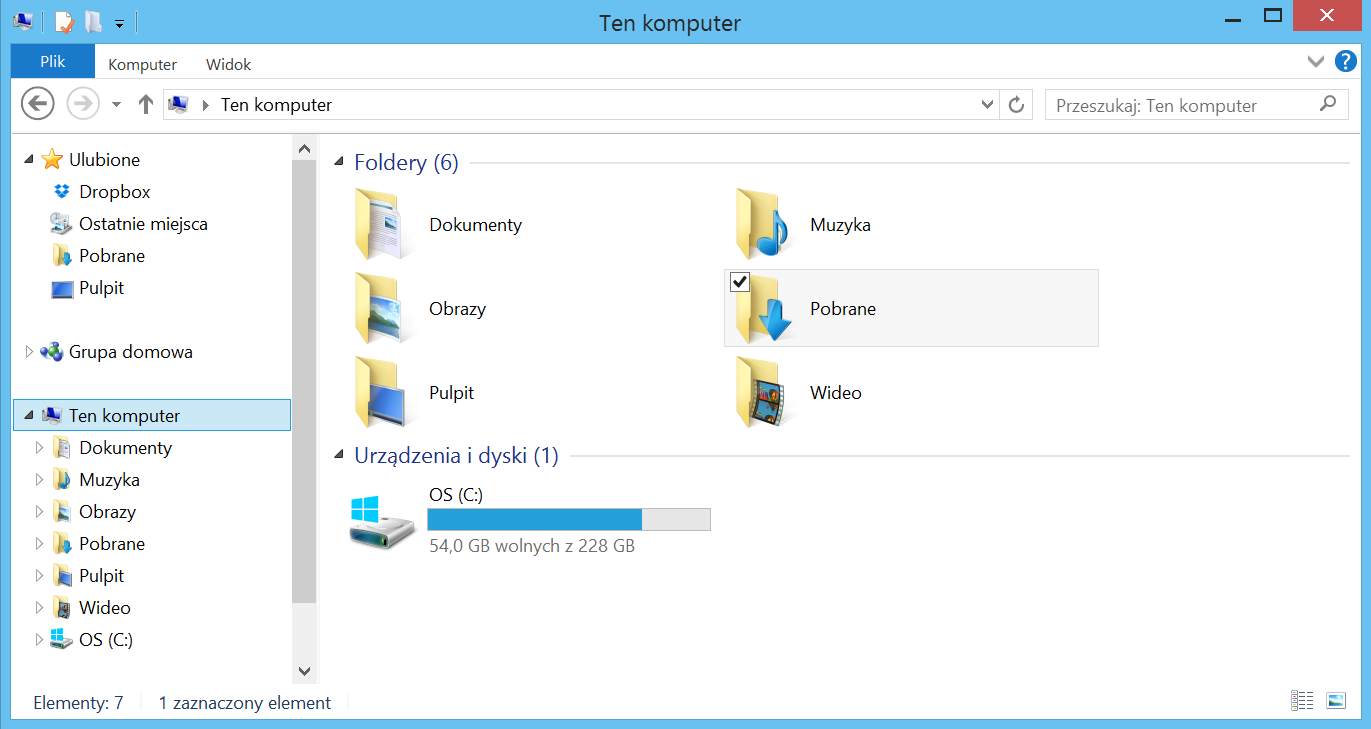 Ten komputer
Plik Komputer Widok ?
Ten komputer Przeszukaj: Ten komputer
Ulubione
Dropbox
Ostatnie miejsca
Pobrane
Pulpit
Grupa domowa
Ten komputer
Dokumenty
Muzyka
Obrazy
Pobrane
Pulpit
Wideo
OS (C:)
Foldery (6)
Dokumenty Muzyka
Obrazy Pobrane
Pulpit Wideo
Urządzenia i dyski (1)
OS (C:)
54,0 GB wolnych z 228 GB
Elementy: 7 1 zaznaczony element